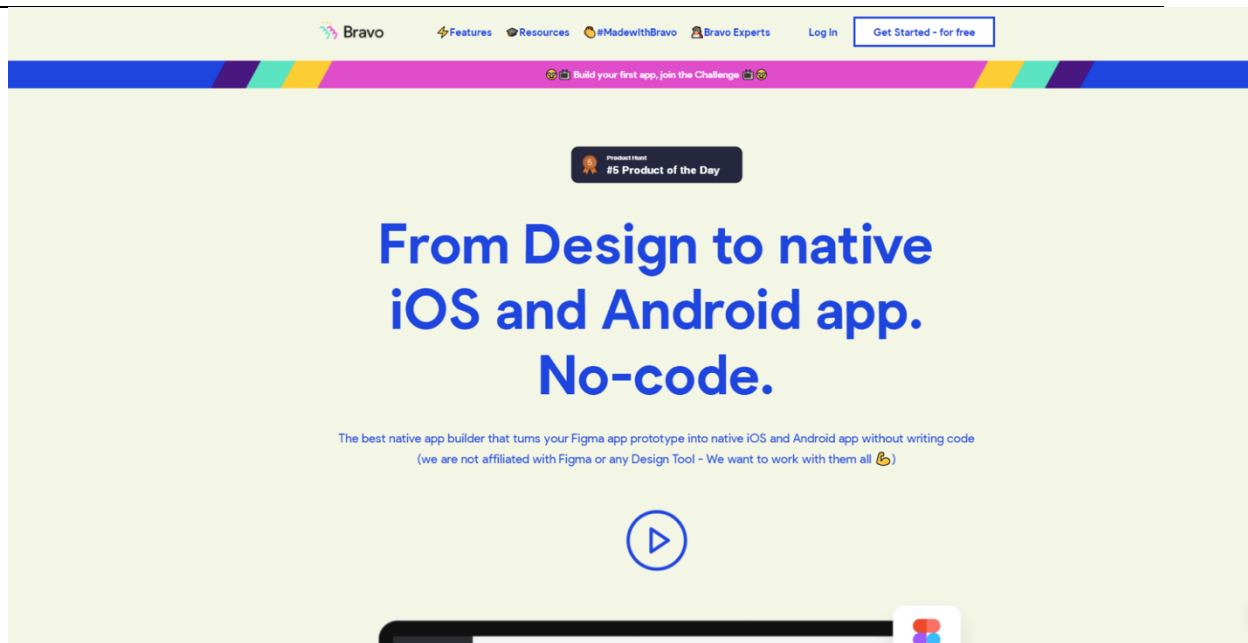 Bravo
⚡Features 🎓Resources 👏#MadewithBravo Bravo Experts Log In Get Started - for free
🤓📺 Build your first app, join the Challenge 📺🤓
5
Product Hunt
#5 Product of the Day
From Design to native
iOS and Android app.
No-code.
The best native app builder that turns your Figma app prototype into native iOS and Android app without writing code
(we are not affiliated with Figma or any Design Tool - We want to work with them all 💪)